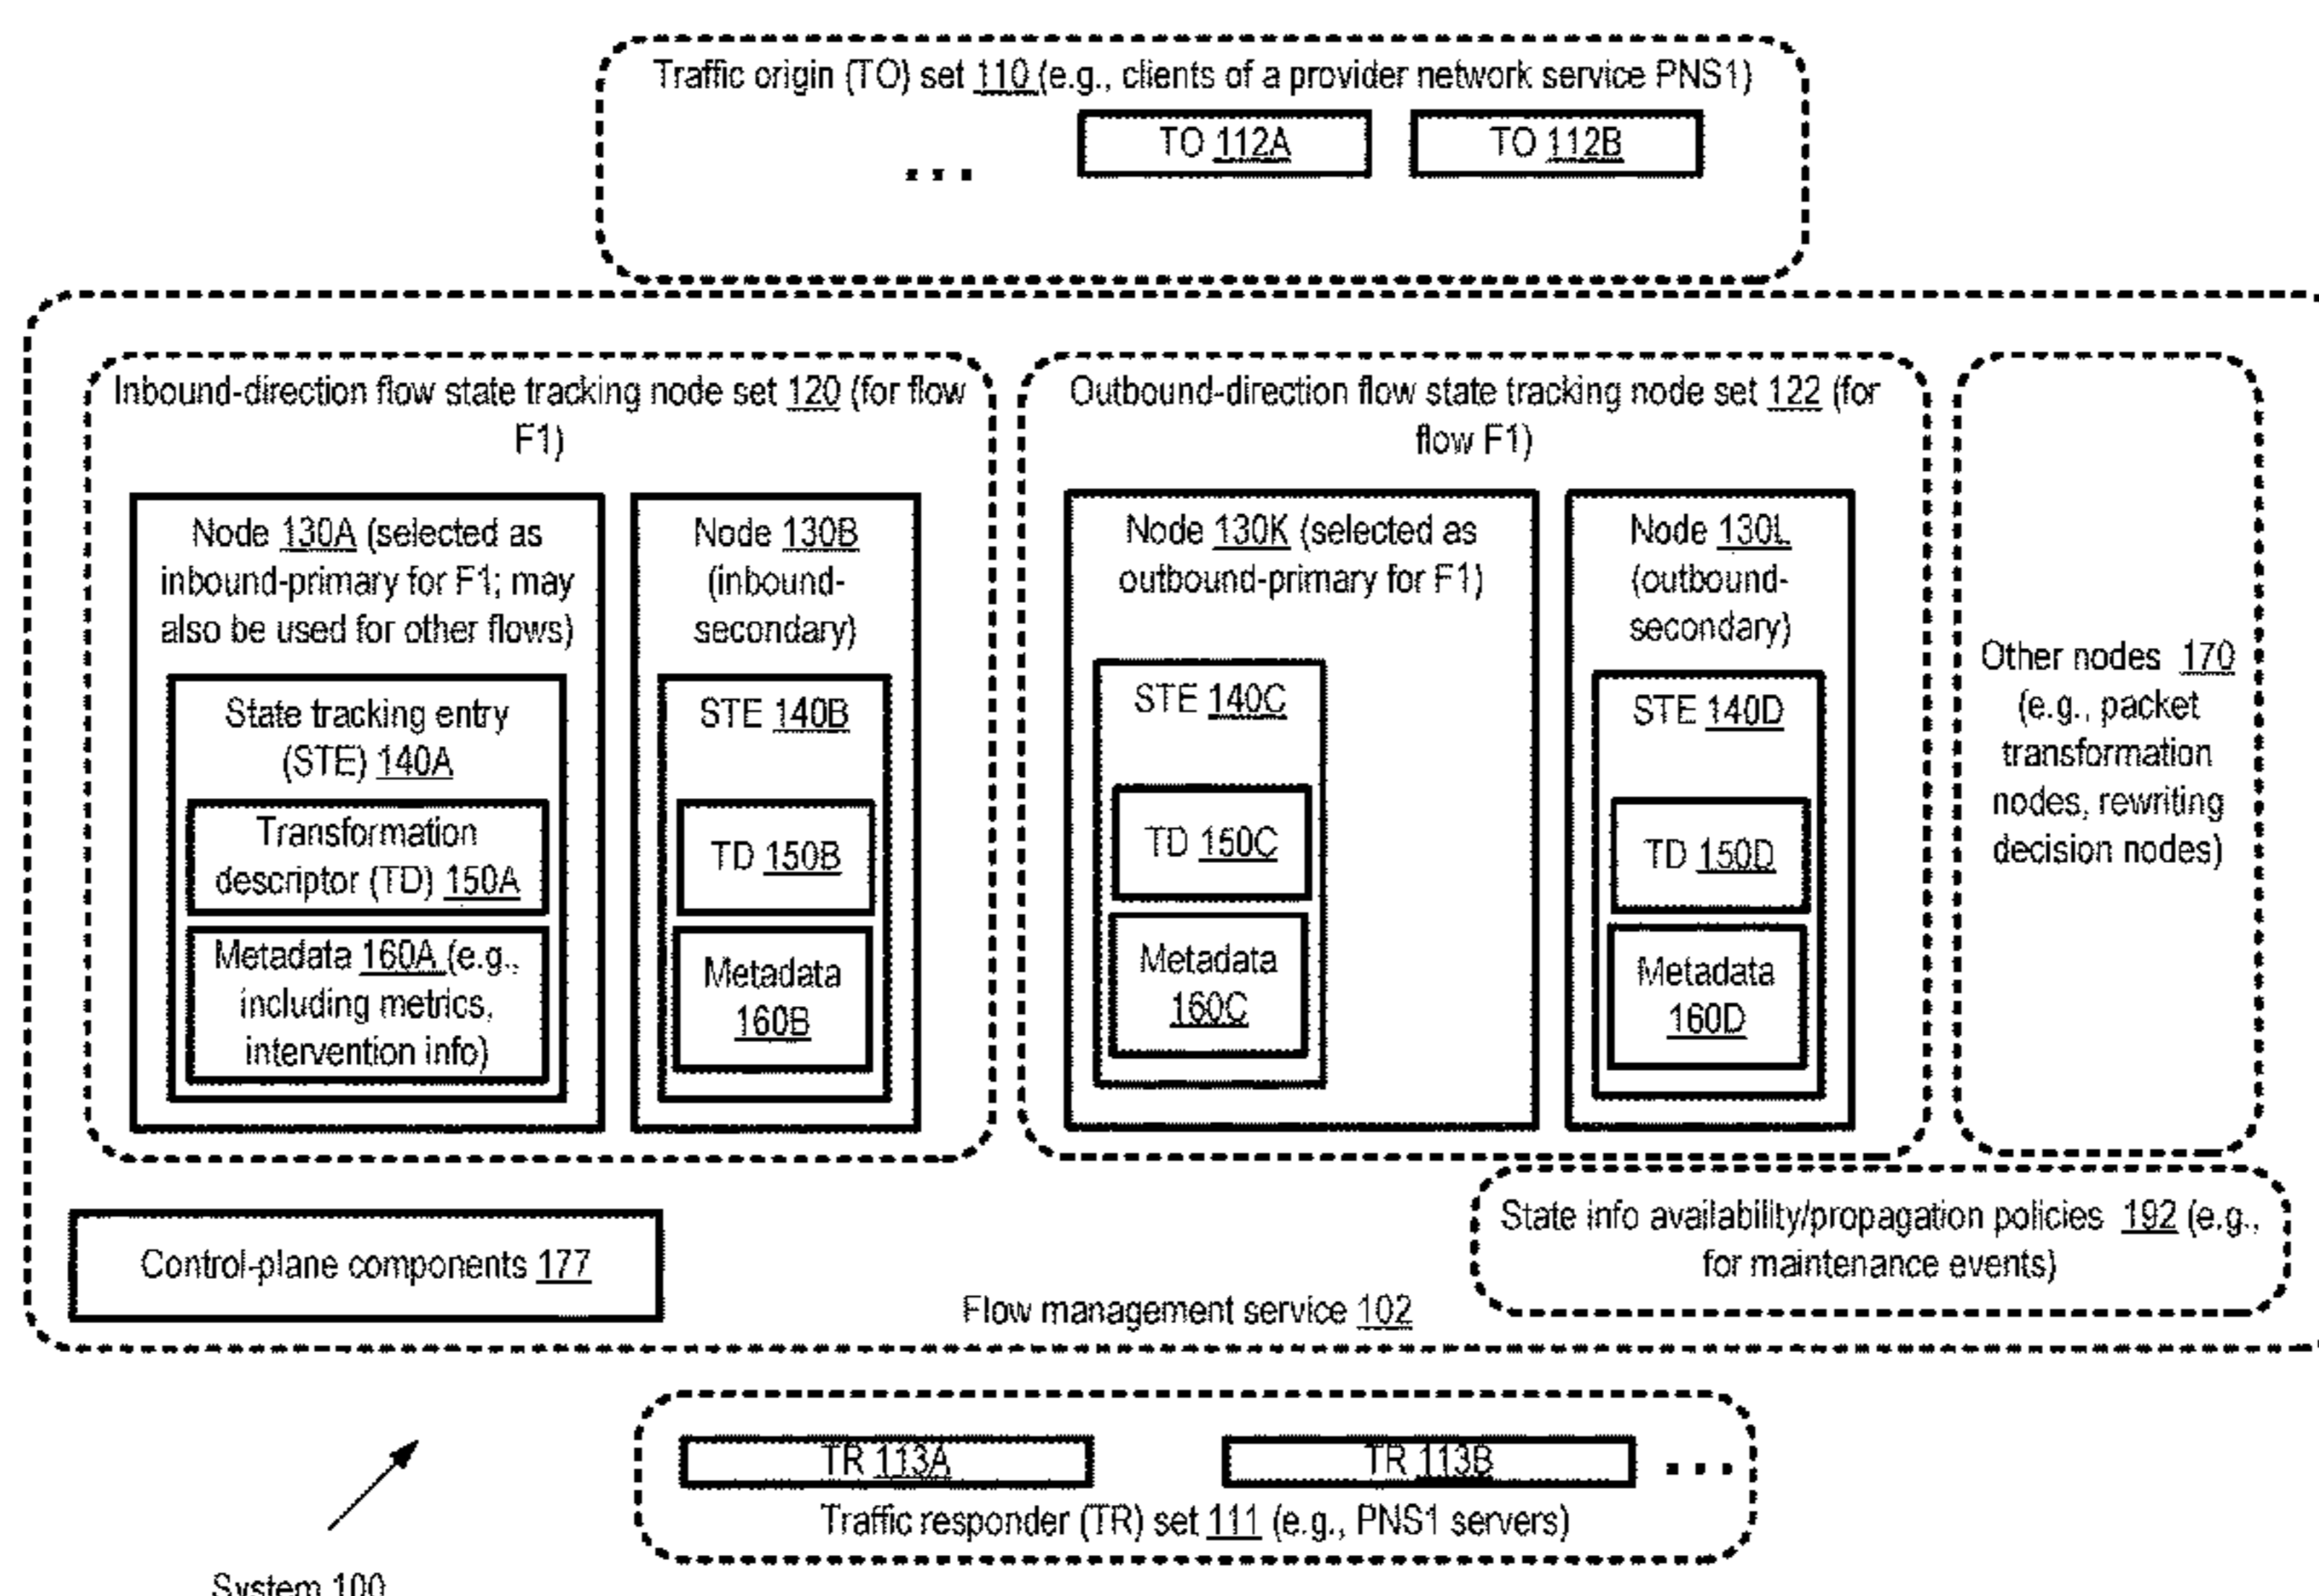 Traffic origin (TO) set 110 (e.g., clients of a provider network service PNS1)
TO 112A
TO 112B
...
Inbound-direction flow state tracking node set 120 (for flow
F1)
Node 130A (selected as
inbound-primary for F1; may
also be used for other flows)
State tracking entry
(STE) 140A
Transformation
descriptor (TD) 150A
Metadata 160A (e.g.,
including metrics,
intervention info)
Node 130B
(inbound-
secondary)
STE 140B
TD 150B
Metadata
160B
Outbound-direction flow state tracking node set 122 (for
flow F1)
Node 130K (selected as
outbound-primary for F1)
STE 140C
TD 150C
Metadata
160C
Node 130L
(outbound-
secondary)
STE 140D
TD 150D
Metadata
160D
Other nodes 170
(e.g., packet
transformation
nodes, rewriting
decision nodes)
Control-plane components 177
State info availability/propagation policies 192 (e.g.,
for maintenance events)
Flow management service 102
TR 113A
TR 113B
...
Traffic responder (TR) set 111 (e.g., PNS1 servers)
System 100